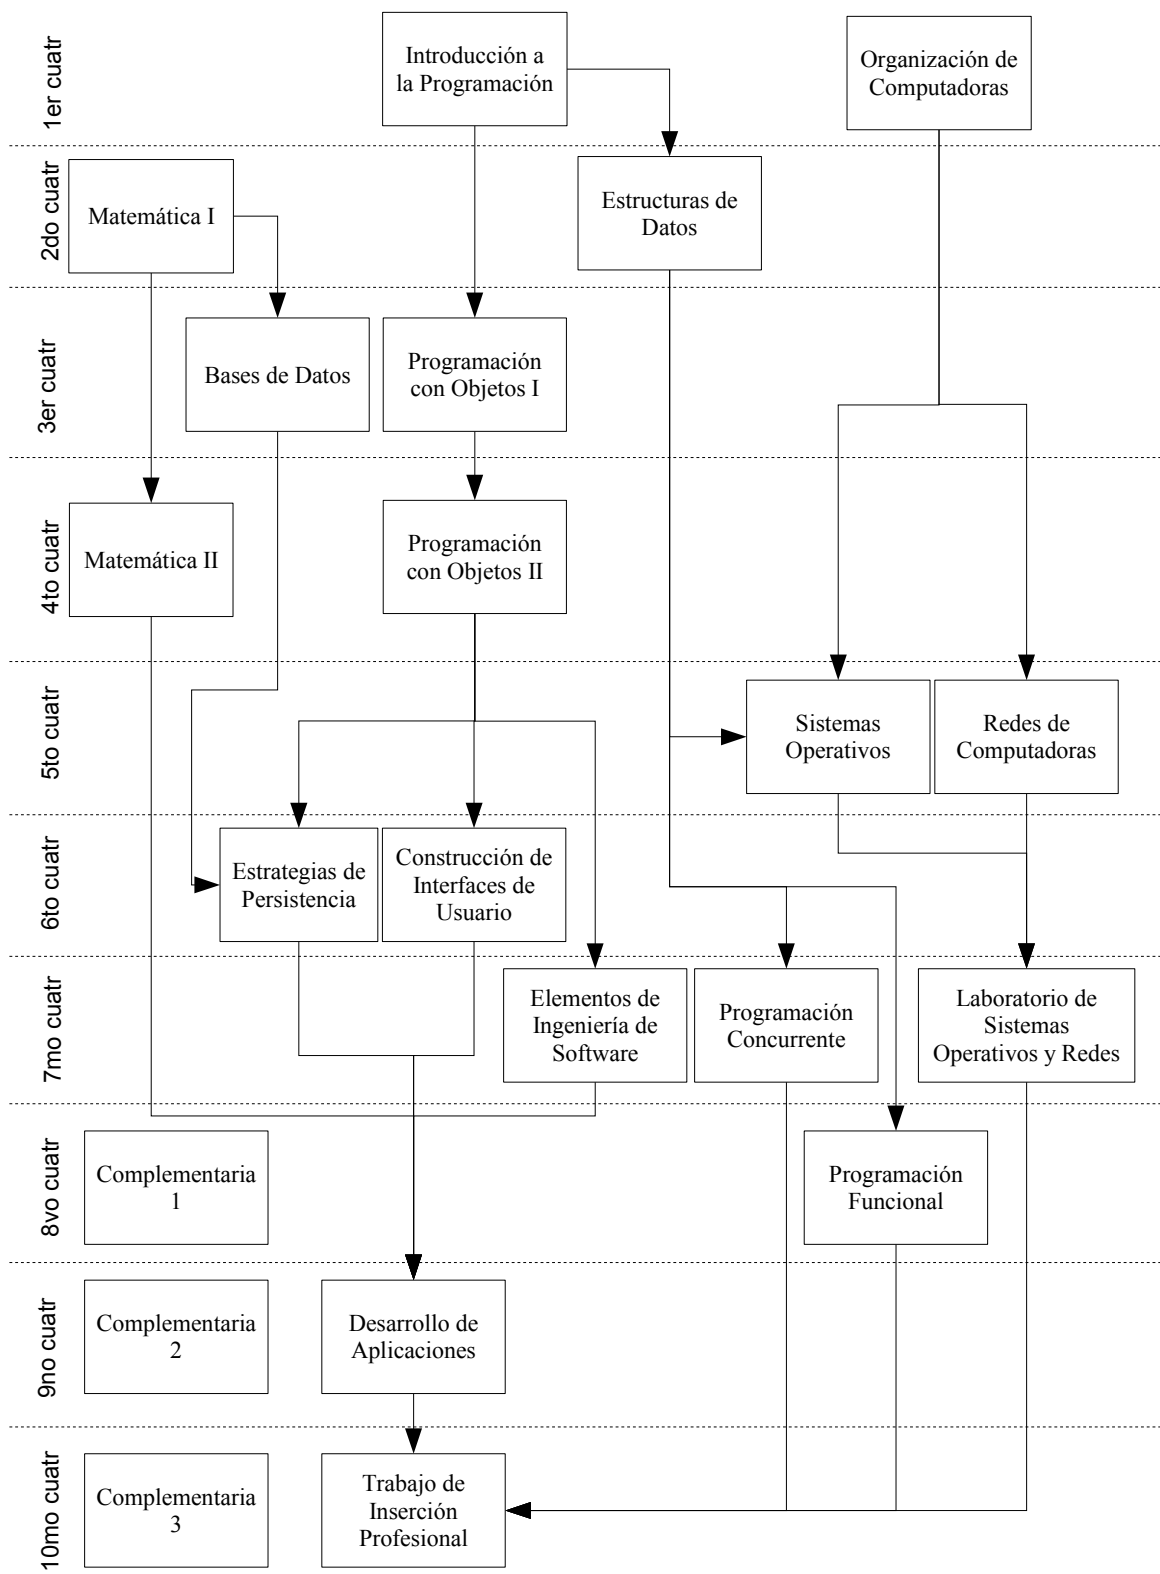 1er cuatr
Introducción a
la Programación
Organización de
Computadoras
2do cuatr
Matemática I
Estructuras de
Datos
3er cuatr
Bases de Datos
Programación
con Objetos I
4to cuatr
Matemática II
Programación
con Objetos II
5to cuatr
Sistemas
Operativos
Redes de
Computadoras
6to cuatr
Estrategias de
Persistencia
Construcción de
Interfaces de
Usuario
7mo cuatr
Elementos de
Ingeniería de
Software
Programación
Concurrente
Laboratorio de
Sistemas
Operativos y Redes
8vo cuatr
Complementaria
1
Programación
Funcional
9no cuatr
Complementaria
2
Desarrollo de
Aplicaciones
10mo cuatr
Complementaria
3
Trabajo de
Inserción
Profesional